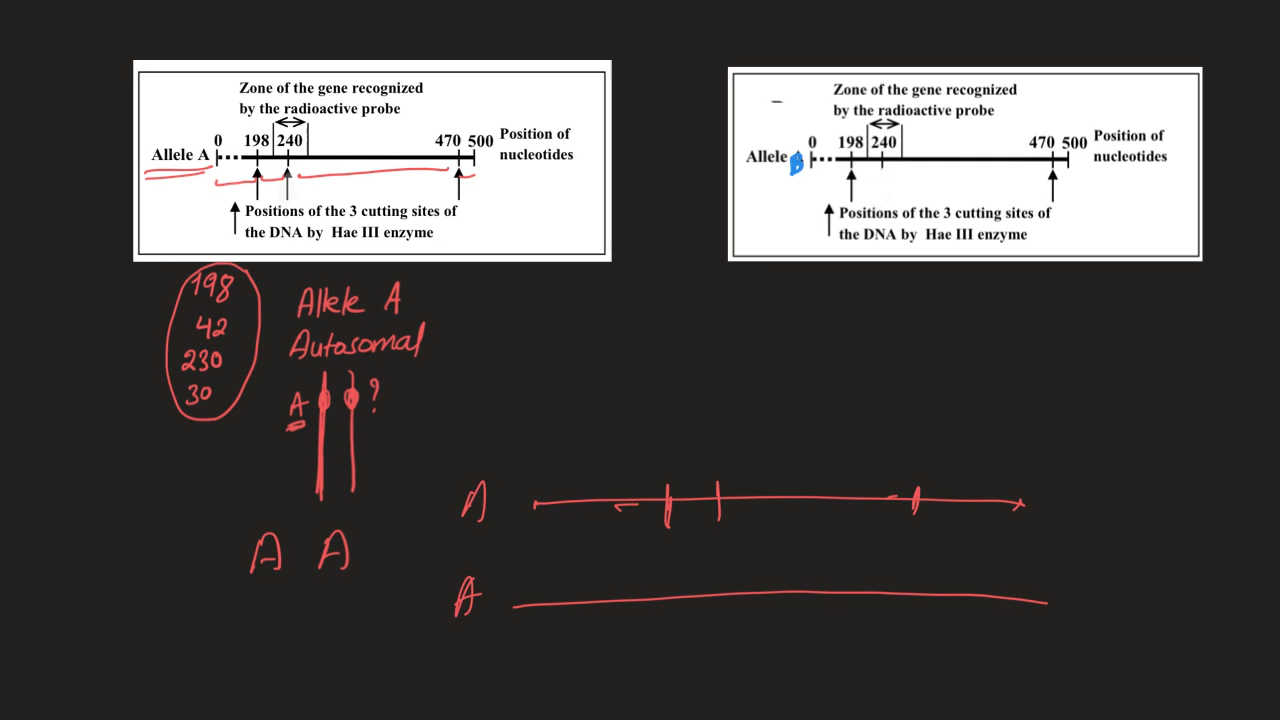 Zone of the gene recognized
by the radioactive probe
0 198 240 470 500 Position of
Allele A nucleotides
Positions of the 3 cutting sites of
the DNA by Hae III enzyme
Zone of the gene recognized
by the radioactive probe
0 198 240 470 500 Position of
Allele B nucleotides
Positions of the 3 cutting sites of
the DNA by Hae III enzyme
198
42
230
30
Allele A
Autosomal
A ?
A A
A
A